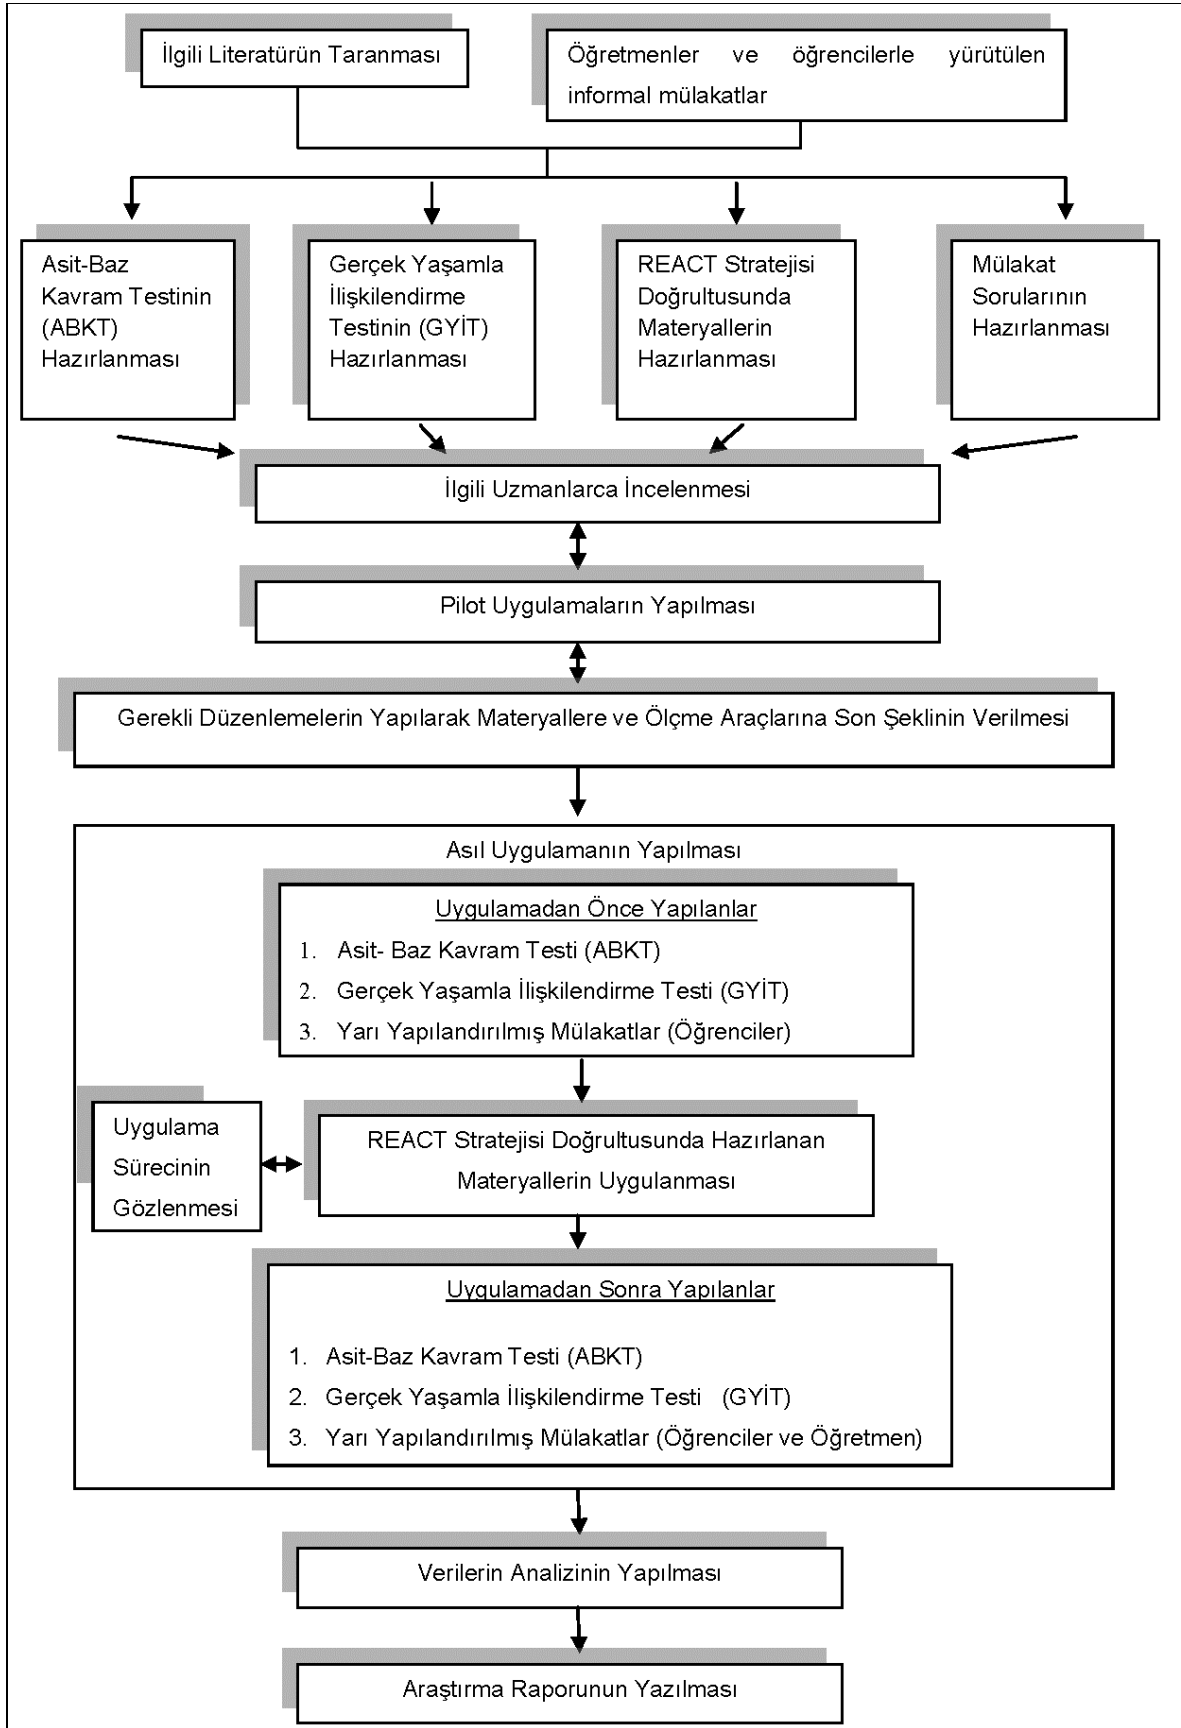 İlgili Literatürün Taranması
Öğretmenler ve öğrencilerle yürütülen
informal mülakatlar
Asit-Baz
Kavram Testinin
(ABKT)
Hazırlanması
Gerçek Yaşamla
İlişkilendirme
Testinin (GYİT)
Hazırlanması
REACT Stratejisi
Doğrultusunda
Materyallerin
Hazırlanması
Mülakat
Sorularının
Hazırlanması
İlgili Uzmanlarca İncelenmesi
Pilot Uygulamaların Yapılması
Gerekli Düzenlemelerin Yapılarak Materyallere ve Ölçme Araçlarına Son Şeklinin Verilmesi
Asıl Uygulamanın Yapılması
Uygulamadan Önce Yapılanlar
1. Asit- Baz Kavram Testi (ABKT)
2. Gerçek Yaşamla İlişkilendirme Testi (GYİT)
3. Yarı Yapılandırılmış Mülakatlar (Öğrenciler)
Uygulama
Sürecinin
Gözlenmesi
REACT Stratejisi Doğrultusunda Hazırlanan
Materyallerin Uygulanması
Uygulamadan Sonra Yapılanlar
1. Asit-Baz Kavram Testi (ABKT)
2. Gerçek Yaşamla İlişkilendirme Testi (GYİT)
3. Yarı Yapılandırılmış Mülakatlar (Öğrenciler ve Öğretmen)
Verilerin Analizinin Yapılması
Araştırma Raporunun Yazılması